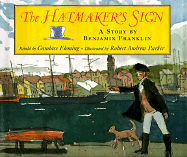 The HATMAKER'S SIGN
A STORY BY
BENJAMIN FRANKLIN
Retold by Candace Fleming • Illustrated by Robert Andrew Parker